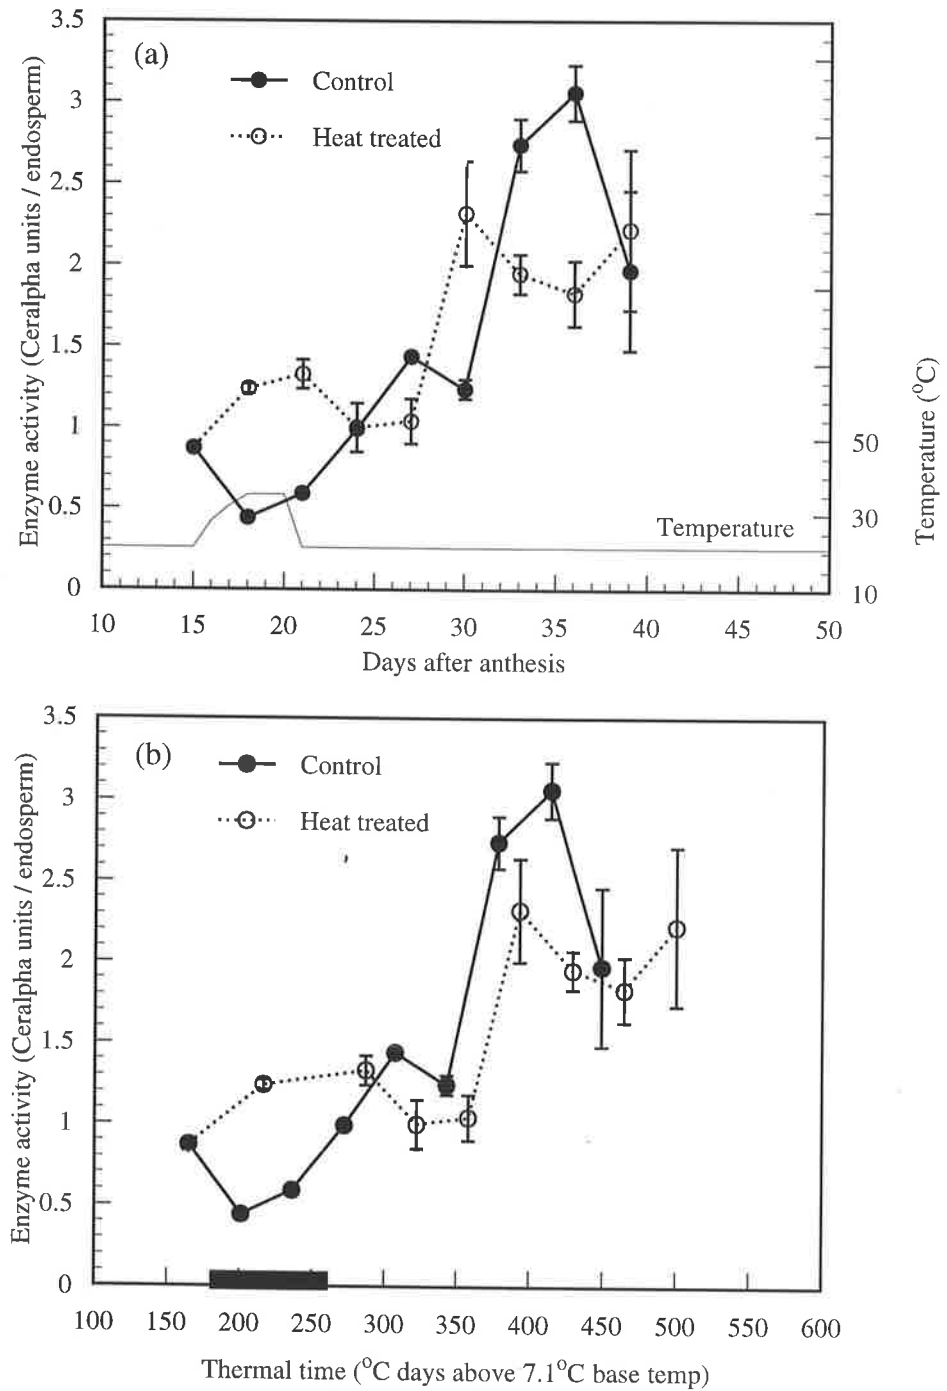 (a)
Control
Heat treated
3.5
3
2.5
2
1.5
1
0.5
0
Enzyme activity (Ceralpha units / endosperm)
50
30
10
Temperature (°C)
Temperature
10 15 20 25 30 35 40 45 50
Days after anthesis
(b)
Control
Heat treated
3.5
3
2.5
2
1.5
1
0.5
0
Enzyme activity (Ceralpha units / endosperm)
100 150 200 250 300 350 400 450 500 550 600
Thermal time (°C days above 7.1°C base temp)